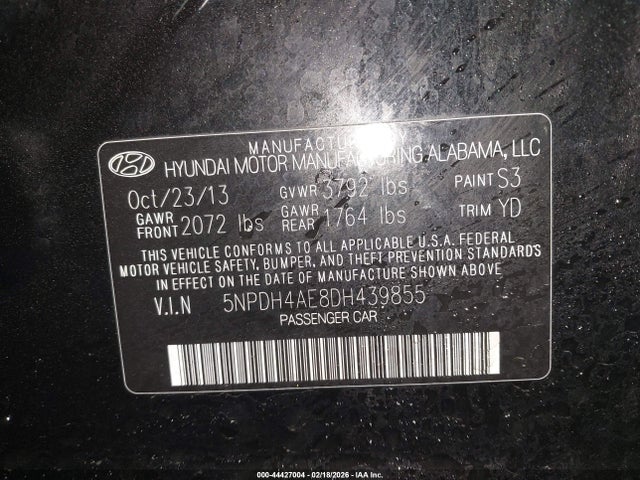 MANUFACTURED BY
HYUNDAI MOTOR MANUFACTURING ALABAMA, LLC
Oct/23/13 GVWR 3792 lbs PAINT S3
GAWR FRONT 2072 lbs GAWR REAR 1764 lbs TRIM YD
THIS VEHICLE CONFORMS TO ALL APPLICABLE U.S.A. FEDERAL
MOTOR VEHICLE SAFETY, BUMPER, AND THEFT PREVENTION STANDARD'S
IN EFFECT ON THE DATE OF MANUFACTURE SHOWN ABOVE
V.I.N 5NPDH4AE8DH439855
PASSENGER CAR
000-44427004 - 02/18/2026 - IAA Inc.